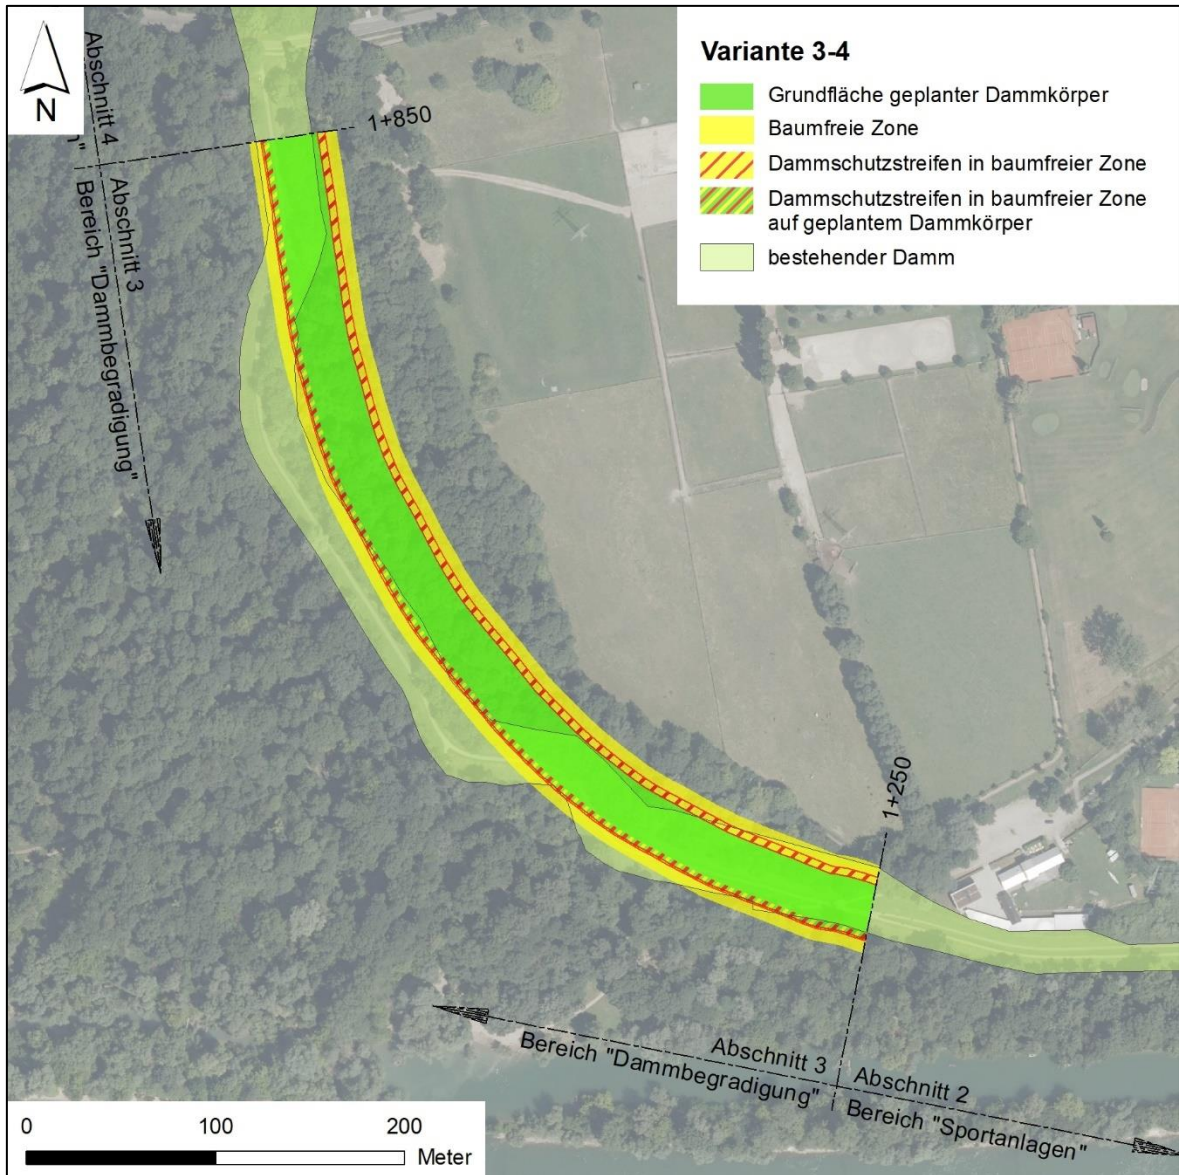 N
Abschnitt 4
n"
Abschnitt 3
Bereich "Dammbegradigung"
1+850
Variante 3-4
Grundfläche geplanter Dammkörper
Baumfreie Zone
Dammschutzstreifen in baumfreier Zone
Dammschutzstreifen in baumfreier Zone
auf geplantem Dammkörper
bestehender Damm
1+250
Abschnitt 3
Bereich "Dammbegradigung"
Abschnitt 2
Bereich "Sportanlagen"
0 100 200
Meter